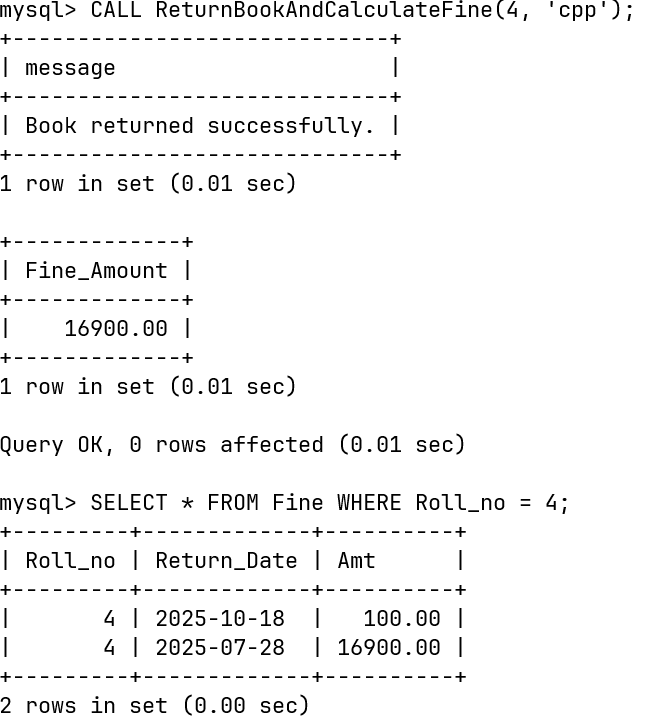 mysql> CALL ReturnBookAndCalculateFine(4, 'cpp');
+-----------------------------+
| message                     |
+-----------------------------+
| Book returned successfully. |
+-----------------------------+
1 row in set (0.01 sec)

+-------------+
| Fine_Amount |
+-------------+
|    16900.00 |
+-------------+
1 row in set (0.01 sec)

Query OK, 0 rows affected (0.01 sec)

mysql> SELECT * FROM Fine WHERE Roll_no = 4;
+---------+-------------+----------+
| Roll_no | Return_Date | Amt      |
+---------+-------------+----------+
|       4 | 2025-10-18  |   100.00 |
|       4 | 2025-07-28  | 16900.00 |
+---------+-------------+----------+
2 rows in set (0.00 sec)